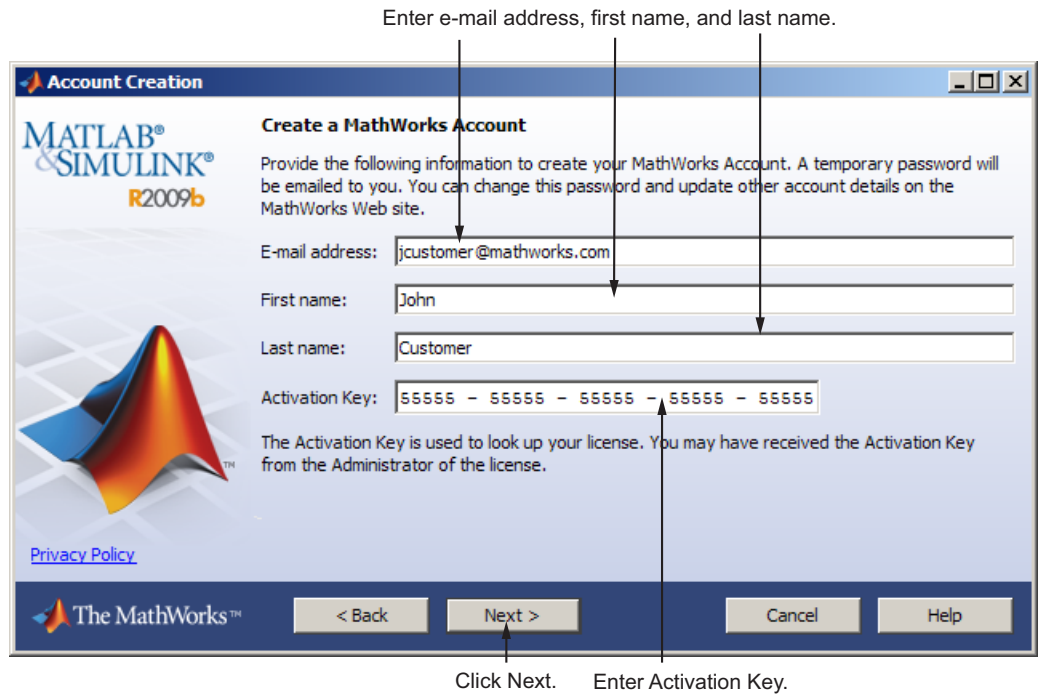 Enter e-mail address, first name, and last name.
Account Creation
MATLAB®
&SIMULINK®
R2009b
Create a MathWorks Account
Provide the following information to create your MathWorks Account. A temporary password will
be emailed to you. You can change this password and update other account details on the
MathWorks Web site.
E-mail address: jcustomer@mathworks.com
First name: John
Last name: Customer
Activation Key: 55555 - 55555 - 55555 - 55555 - 55555
The Activation Key is used to look up your license. You may have received the Activation Key
from the Administrator of the license.
TM
Privacy Policy
The MathWorks™ < Back Next > Cancel Help
Click Next. Enter Activation Key.